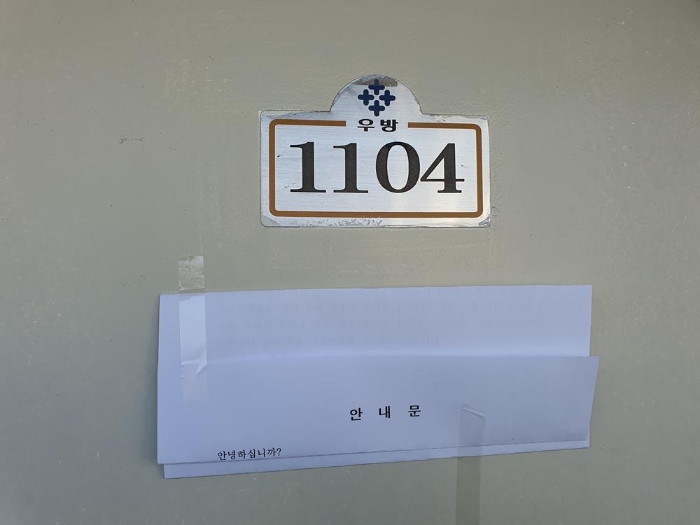 우방
1104
안 내 문
안녕하십니까?